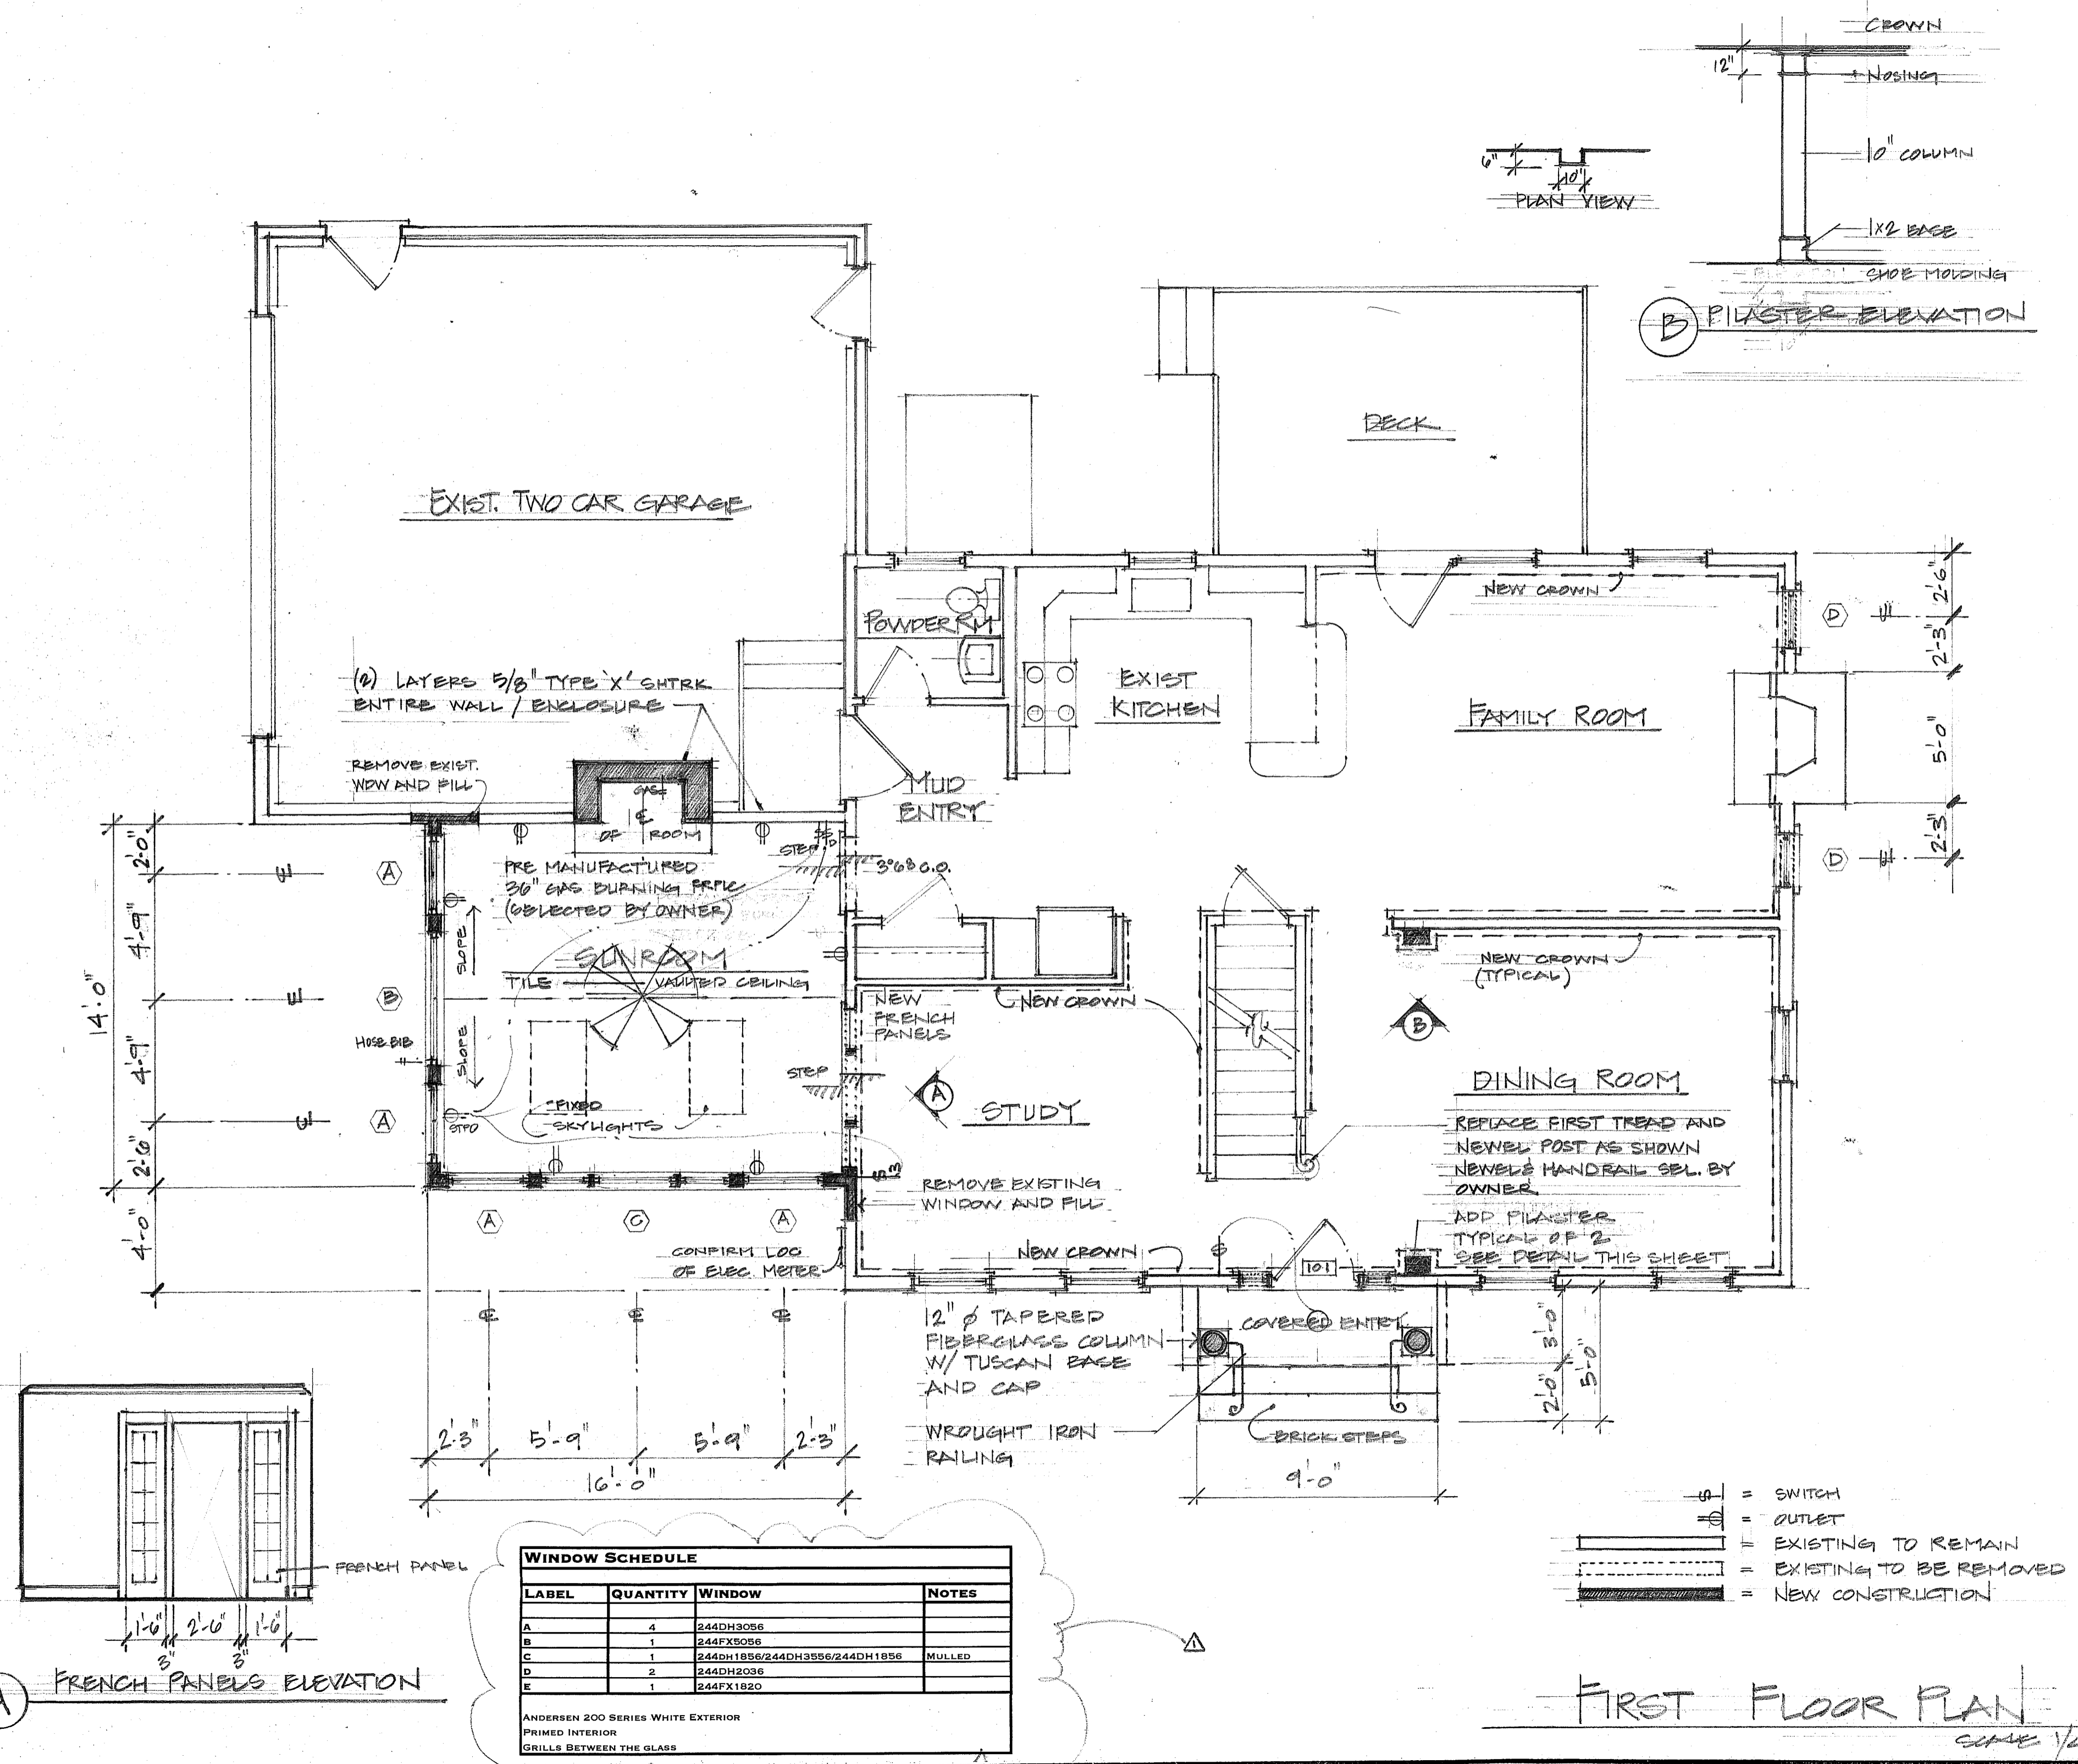 CROWN
12"
NOSING
10" COLUMN
6"
10"
PLAN VIEW
1X2 BASE
SHOE MOLDING
B PILASTER ELEVATION
DECK
EXIST. TWO CAR GARAGE
NEW CROWN
2'-6"
D
POWDER RM
2'-3"
(2) LAYERS 5/8" TYPE 'X' SHTRK
ENTIRE WALL / ENCLOSURE
EXIST
KITCHEN
FAMILY ROOM
5'-0"
REMOVE EXIST.
WDW AND FILL
GAS
MUD
ENTRY
℄
OF ROOM
2'-0"
STEP
2'-3"
D
PRE MANUFACTURED
36" GAS BURNING FRPLC
(SELECTED BY OWNER)
3'6'8 C.O.
A
4'-9"
SLOPE
SUNROOM
TILE
VAULTED CEILING
NEW CROWN
(TYPICAL)
14'-0"
B
NEW
FRENCH
PANELS
NEW CROWN
B
HOSE BIB
4'-9"
SLOPE
STEP
A
STUDY
DINING ROOM
FIXED
SKYLIGHTS
A
REPLACE FIRST TREAD AND
NEWEL POST AS SHOWN
NEWEL & HANDRAIL SEL. BY
OWNER
2'-6"
REMOVE EXISTING
WINDOW AND FILL
ADD PILASTER
TYPICAL OF 2
SEE DETAIL THIS SHEET
A
C
A
4'-0"
CONFIRM LOC
OF ELEC. METER
NEW CROWN
101
℄
℄
℄
12" ø TAPERED
FIBERGLASS COLUMN
W/ TUSCAN BASE
AND CAP
COVERED ENTRY
3'-0"
5'-0"
2'-0"
WROUGHT IRON
RAILING
BRICK STEPS
2'-3"
5'-9"
5'-9"
2'-3"
16'-0"
9'-0"
FRENCH PANEL
1'-6"
2'-6"
1'-6"
3"
3"
A FRENCH PANELS ELEVATION
WINDOW SCHEDULE
LABEL QUANTITY WINDOW NOTES
A 4 244DH3056
B 1 244FX5056
C 1 244DH1856/244DH3556/244DH1856 MULLED
D 2 244DH2036
E 1 244FX1820
ANDERSEN 200 SERIES WHITE EXTERIOR
PRIMED INTERIOR
GRILLS BETWEEN THE GLASS
1
= SWITCH
= OUTLET
= EXISTING TO REMAIN
= EXISTING TO BE REMOVED
= NEW CONSTRUCTION
FIRST FLOOR PLAN
SCALE